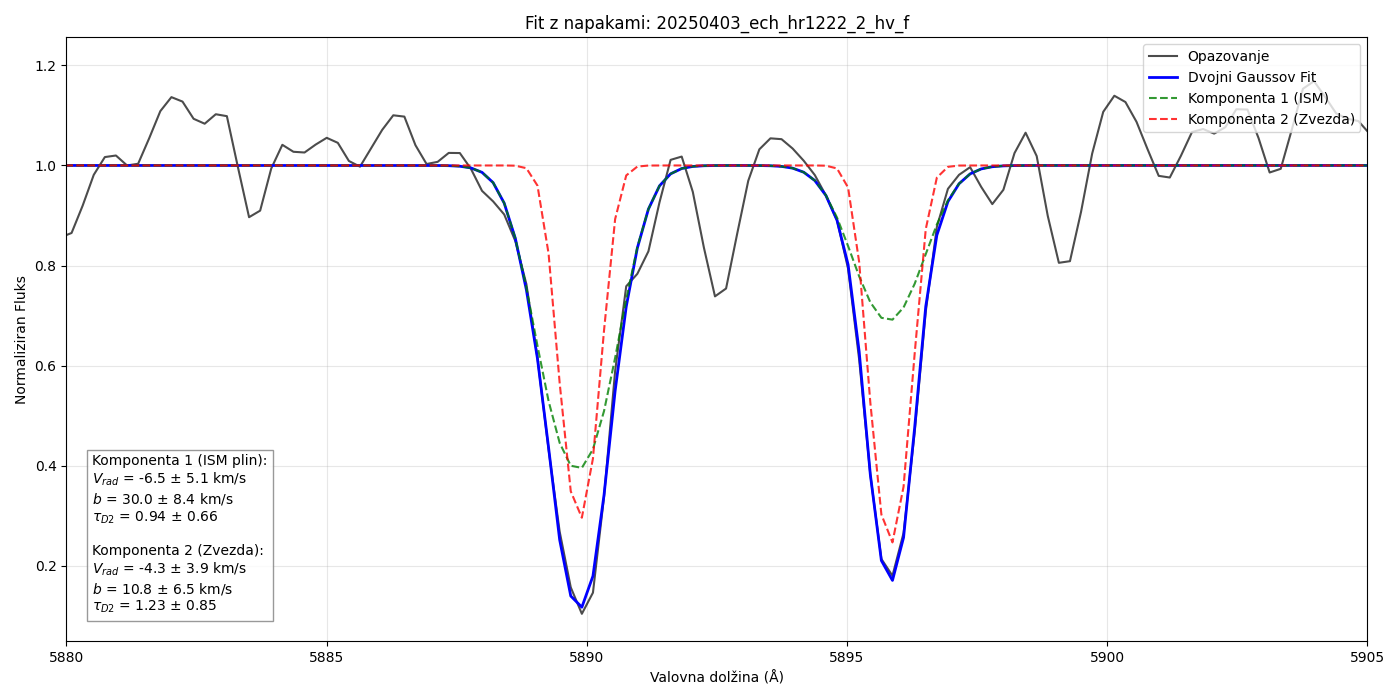 Fit z napakami: 20250403_ech_hr1222_2_hv_f
Opazovanje
Dvojni Gaussov Fit
Komponenta 1 (ISM)
Komponenta 2 (Zvezda)
Normaliziran Fluks
1.2
1.0
0.8
0.6
0.4
0.2
Komponenta 1 (ISM plin):
V_rad = -6.5 ± 5.1 km/s
b = 30.0 ± 8.4 km/s
τ_D2 = 0.94 ± 0.66
Komponenta 2 (Zvezda):
V_rad = -4.3 ± 3.9 km/s
b = 10.8 ± 6.5 km/s
τ_D2 = 1.23 ± 0.85
5880 5885 5890 5895 5900 5905
Valovna dolžina (Å)